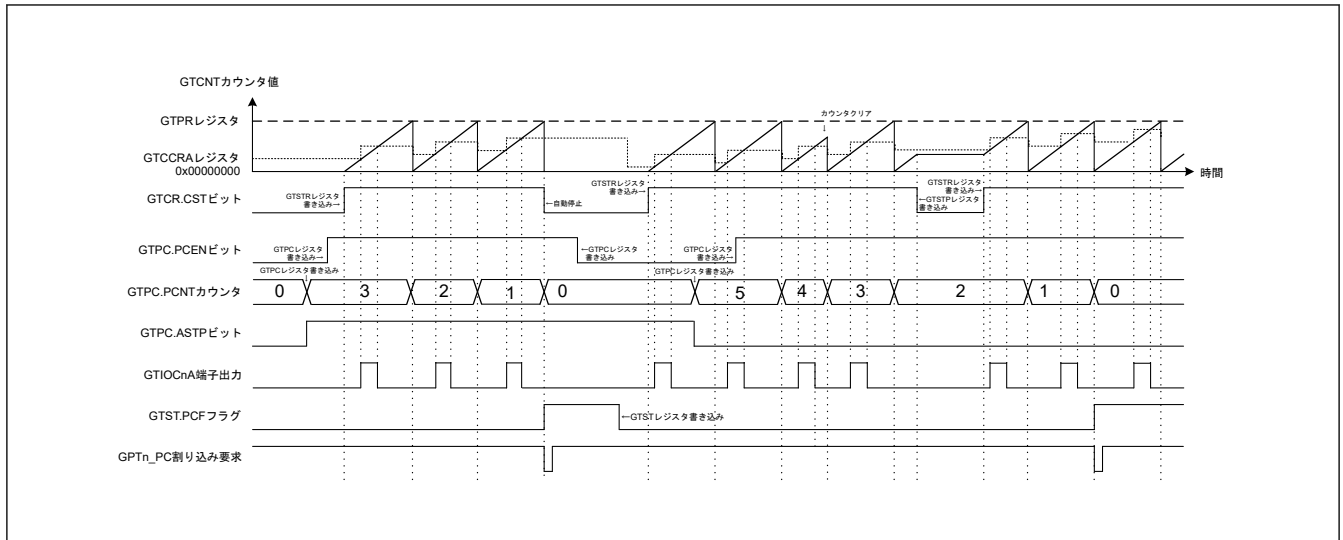 GTCNTカウンタ値
カウンタクリア
↓
GTPRレジスタ
GTCCRAレジスタ
0x00000000
時間
GTSTRレジスタ
書き込み→
GTSTRレジスタ
書き込み→
GTSTRレジスタ
書き込み→
GTCR.CSTビット
←自動停止
←GTSTPレジスタ
書き込み
GTPCレジスタ
書き込み→
←GTPCレジスタ
書き込み
GTPCレジスタ
書き込み→
GTPC.PCENビット
GTPCレジスタ書き込み
GTPCレジスタ書き込み
GTPC.PCNTカウンタ
0 3 2 1 0 5 4 3 2 1 0
GTPC.ASTPビット
GTIOCnA端子出力
GTST.PCFフラグ
←GTSTレジスタ書き込み
GPTn_PC割り込み要求